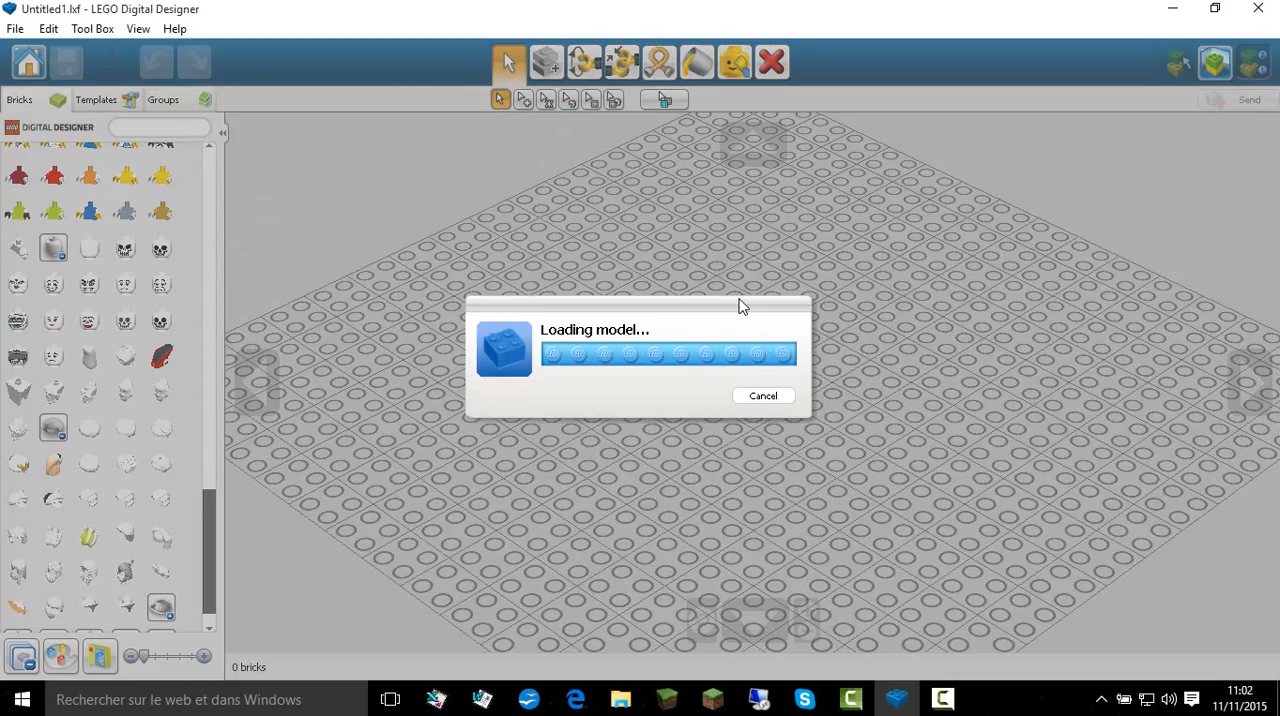 Untitled1.lxf - LEGO Digital Designer
File Edit Tool Box View Help
Bricks Templates Groups Send
LEGO DIGITAL DESIGNER
Loading model...
Cancel
0 bricks
Rechercher sur le web et dans Windows
11:02
11/11/2015